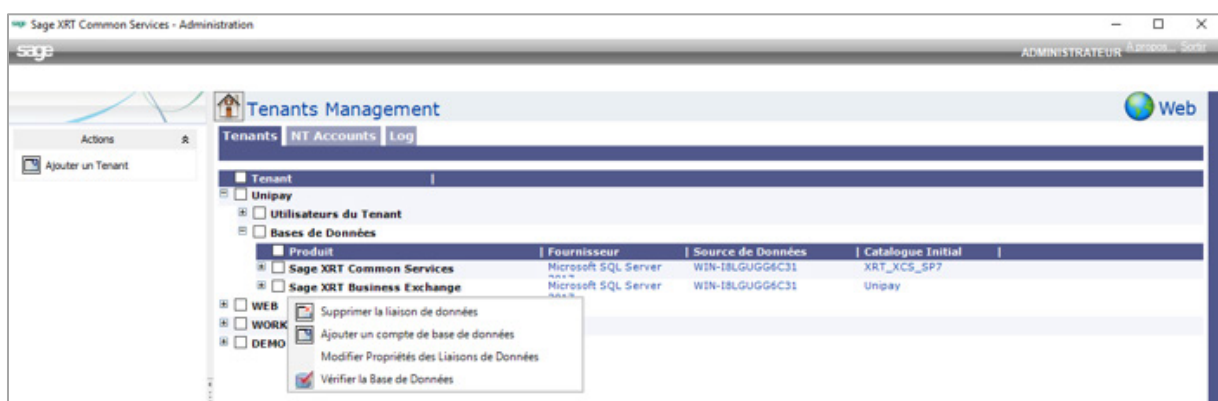 Sage XRT Common Services - Administration
sage
ADMINISTRATEUR A propos... Sortir
Tenants Management
Web
Actions
Tenants NT Accounts Log
Ajouter un Tenant
Tenant
Unipay
Utilisateurs du Tenant
Bases de Données
Produit | Fournisseur | Source de Données | Catalogue Initial |
Sage XRT Common Services Microsoft SQL Server WIN-I8LGUGG6C31 XRT_XCS_SP7
Sage XRT Business Exchange Microsoft SQL Server WIN-I8LGUGG6C31 Unipay
WEB
Supprimer la liaison de données
WORK
Ajouter un compte de base de données
DEMO
Modifier Propriétés des Liaisons de Données
Vérifier la Base de Données